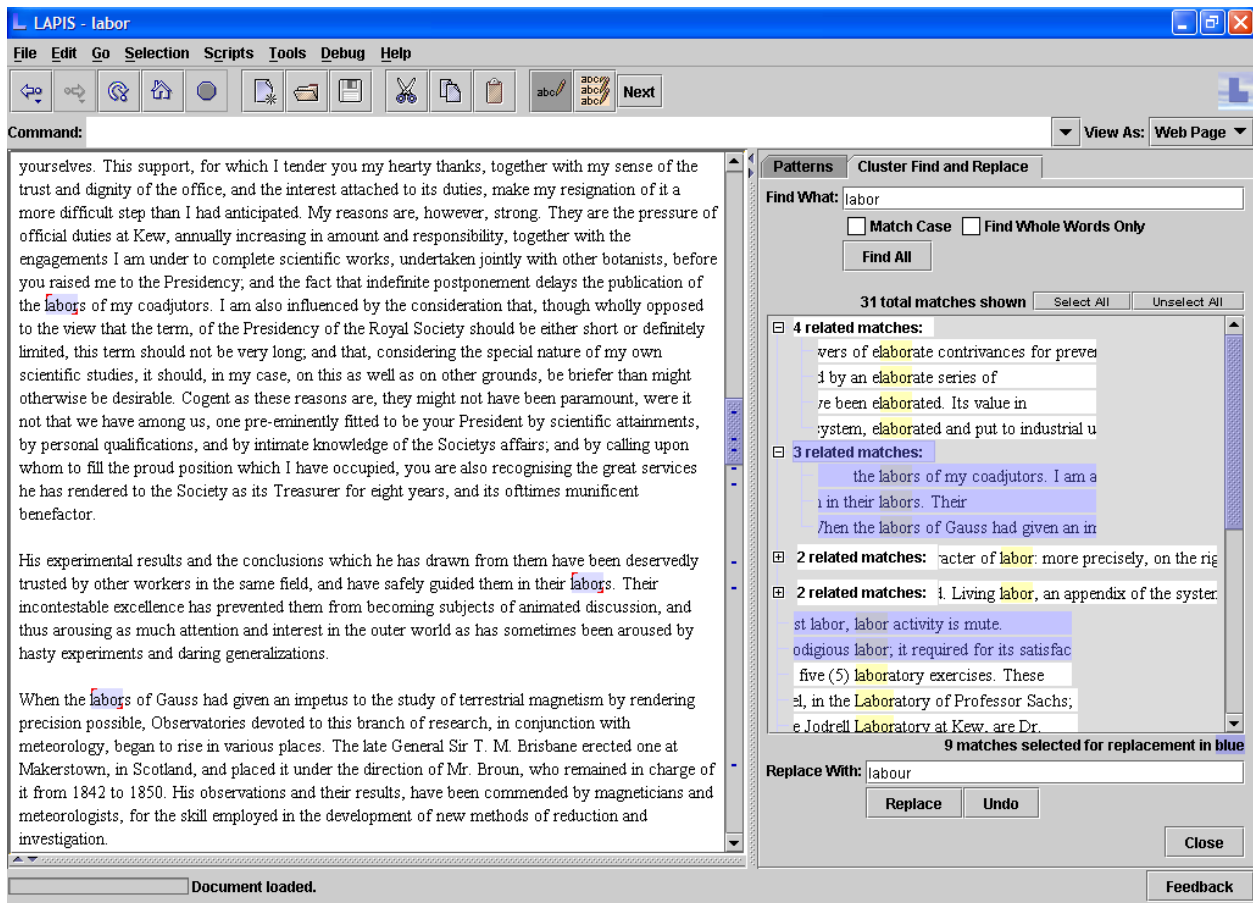 LAPIS - labor
File Edit Go Selection Scripts Tools Debug Help
abc abc abc abc Next
Command: View As: Web Page
yourselves. This support, for which I tender you my hearty thanks, together with my sense of the
trust and dignity of the office, and the interest attached to its duties, make my resignation of it a
more difficult step than I had anticipated. My reasons are, however, strong. They are the pressure of
official duties at Kew, annually increasing in amount and responsibility, together with the
engagements I am under to complete scientific works, undertaken jointly with other botanists, before
you raised me to the Presidency; and the fact that indefinite postponement delays the publication of
the labors of my coadjutors. I am also influenced by the consideration that, though wholly opposed
to the view that the term, of the Presidency of the Royal Society should be either short or definitely
limited, this term should not be very long; and that, considering the special nature of my own
scientific studies, it should, in my case, on this as well as on other grounds, be briefer than might
otherwise be desirable. Cogent as these reasons are, they might not have been paramount, were it
not that we have among us, one pre-eminently fitted to be your President by scientific attainments,
by personal qualifications, and by intimate knowledge of the Societys affairs; and by calling upon
whom to fill the proud position which I have occupied, you are also recognising the great services
he has rendered to the Society as its Treasurer for eight years, and its ofttimes munificent
benefactor.
His experimental results and the conclusions which he has drawn from them have been deservedly
trusted by other workers in the same field, and have safely guided them in their labors. Their
incontestable excellence has prevented them from becoming subjects of animated discussion, and
thus arousing as much attention and interest in the outer world as has sometimes been aroused by
hasty experiments and daring generalizations.
When the labors of Gauss had given an impetus to the study of terrestrial magnetism by rendering
precision possible, Observatories devoted to this branch of research, in conjunction with
meteorology, began to rise in various places. The late General Sir T. M. Brisbane erected one at
Makerstown, in Scotland, and placed it under the direction of Mr. Broun, who remained in charge of
it from 1842 to 1850. His observations and their results, have been commended by magneticians and
meteorologists, for the skill employed in the development of new methods of reduction and
investigation.
Patterns Cluster Find and Replace
Find What: labor
Match Case Find Whole Words Only
Find All
31 total matches shown Select All Unselect All
4 related matches:
vers of elaborate contrivances for preve
d by an elaborate series of
ve been elaborated. Its value in
system, elaborated and put to industrial u
3 related matches:
the labors of my coadjutors. I am a
n in their labors. Their
When the labors of Gauss had given an im
2 related matches: racter of labor: more precisely, on the rig
2 related matches: d. Living labor, an appendix of the system
st labor, labor activity is mute.
odigious labor; it required for its satisfac
five (5) laboratory exercises. These
el, in the Laboratory of Professor Sachs;
e Jodrell Laboratory at Kew, are Dr.
9 matches selected for replacement in blue
Replace With: labour
Replace Undo
Close
Document loaded. Feedback